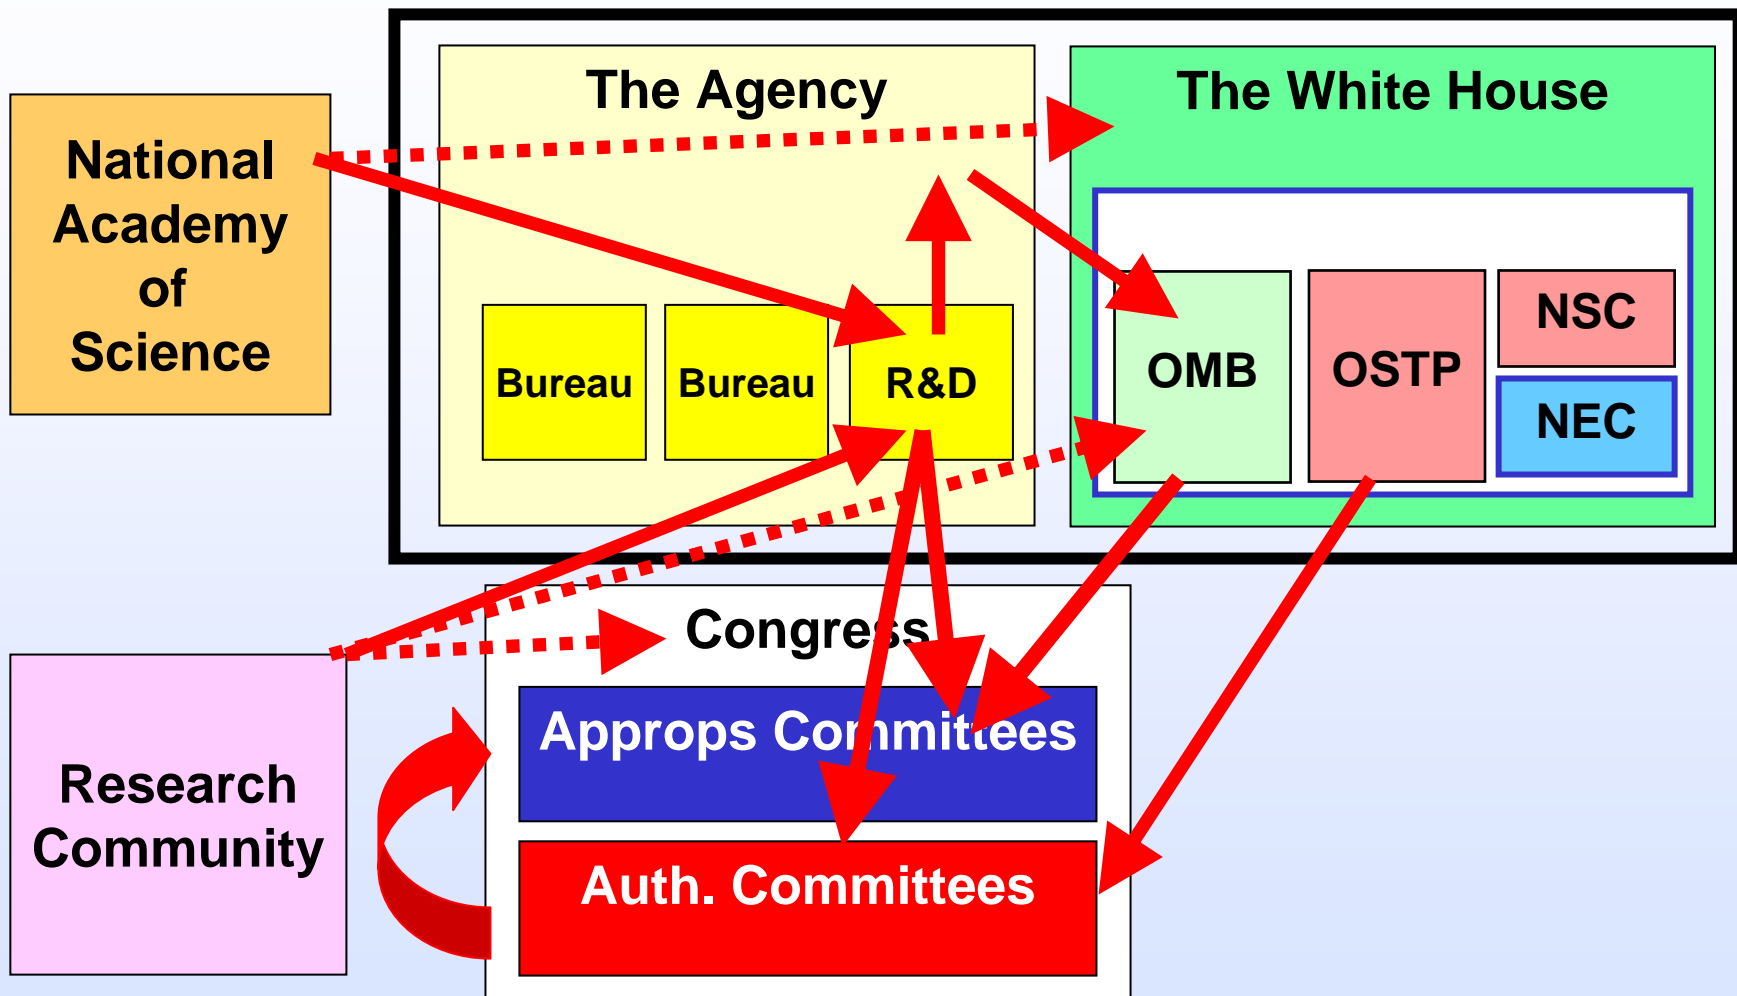 The Agency
The White House
National
Academy
of
Science
Bureau
Bureau
R&D
OMB
OSTP
NSC
NEC
Congress
Approps Committees
Auth. Committees
Research
Community